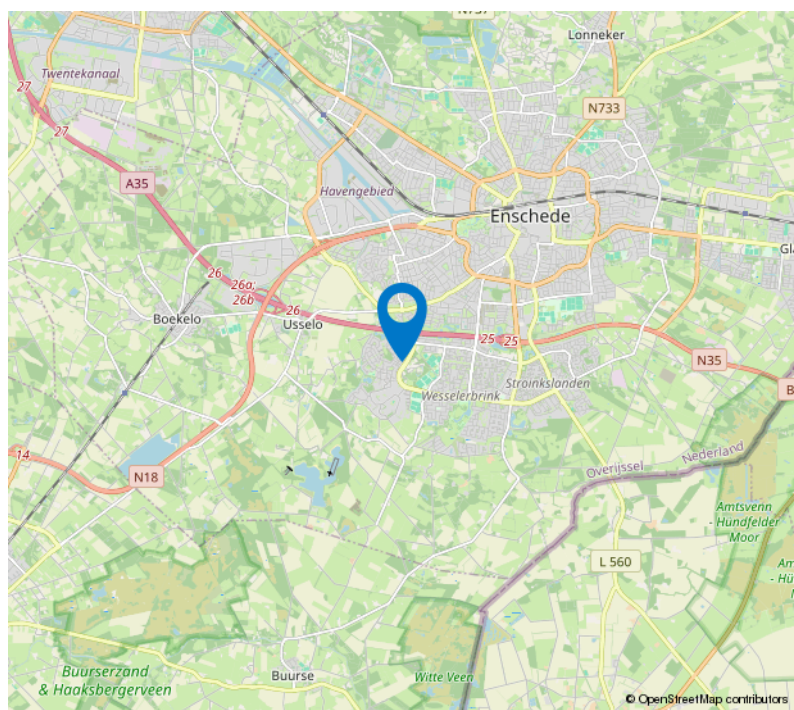 N737
Lonneker
Twentekanaal
27
N733
27
A35
Havengebied
Enschede
26
26a;
26b
26
Boekelo
Usselo
25
25
N35
Stroinkslanden
Wesselerbrink
14
N18
Nederland
Overijssel
Amtsvenn
Hündfelder
Moor
L 560
Buurserzand
& Haaksbergerveen
Buurse
Witte Veen
© OpenStreetMap contributors